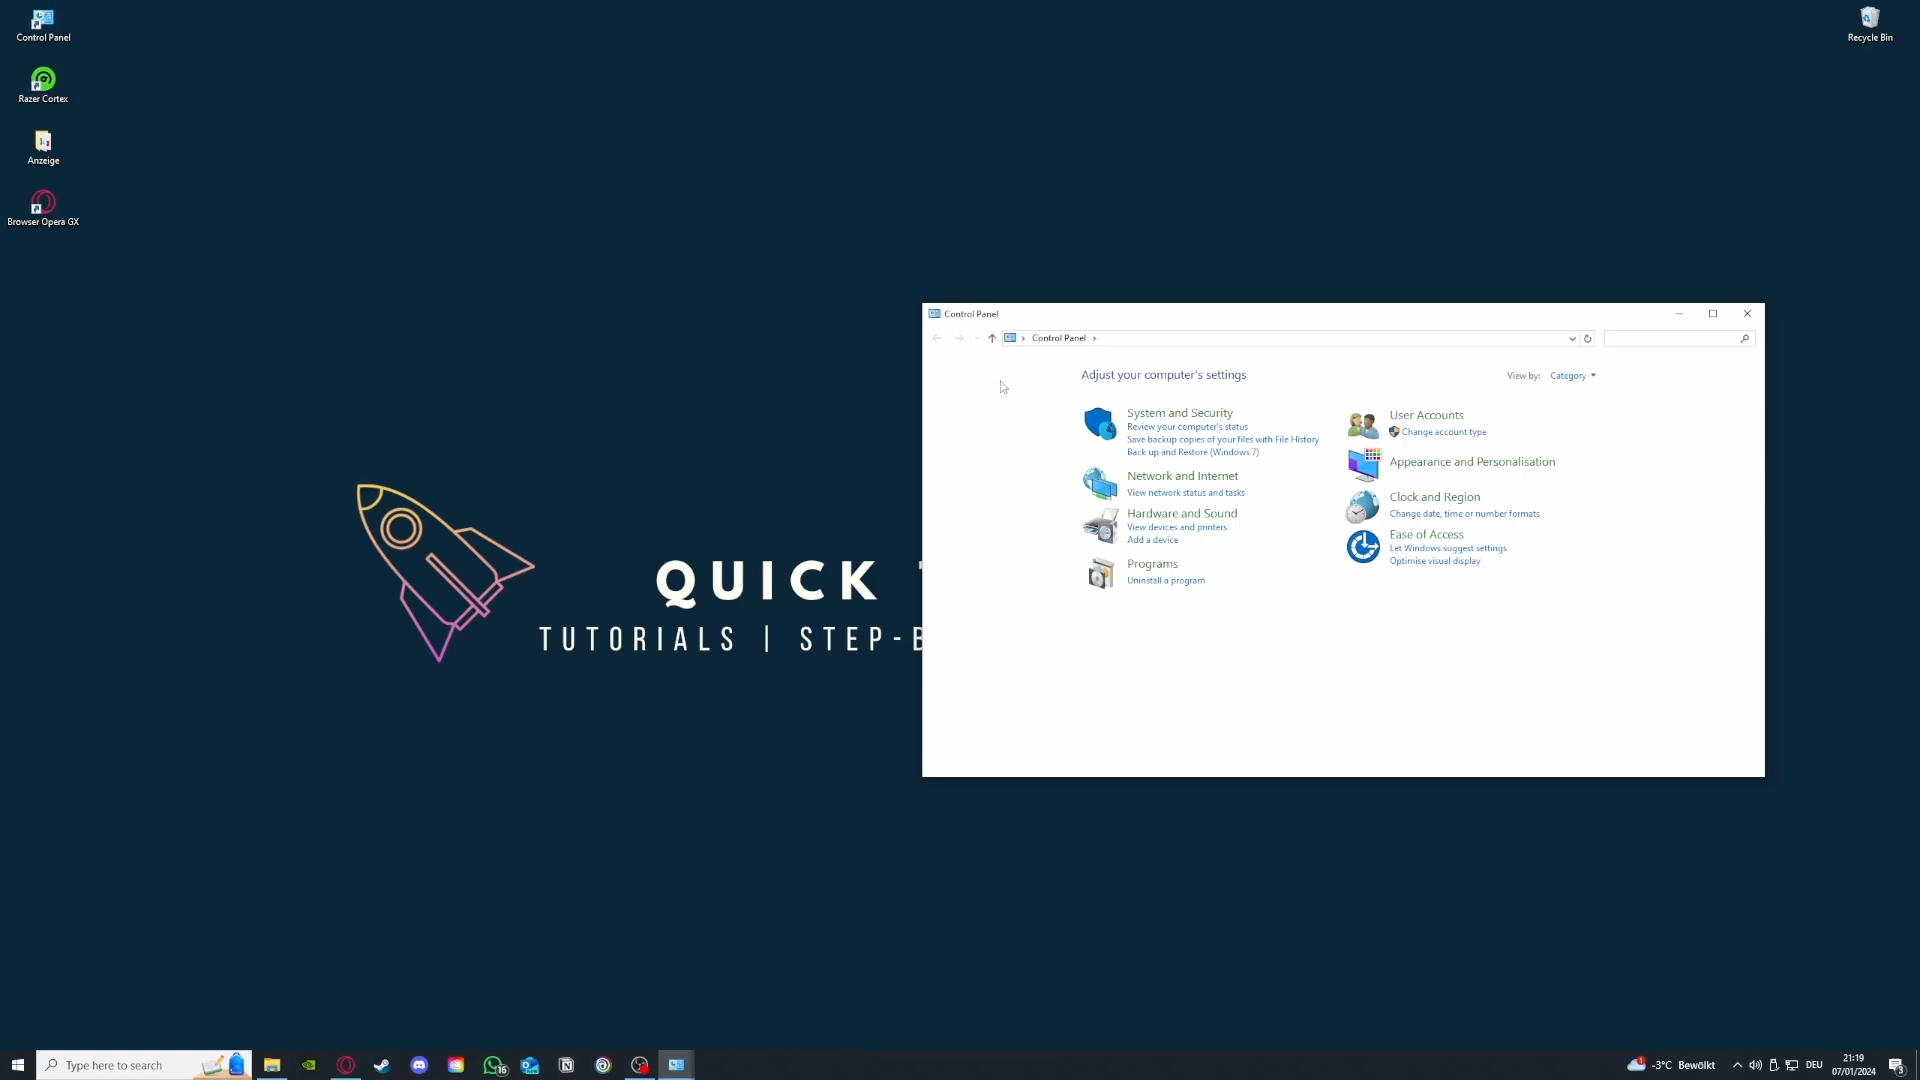 Control Panel
Razer Cortex
Anzeige
Browser Opera GX
Recycle Bin
QUICK
TUTORIALS | STEP-B
Control Panel
Control Panel
Adjust your computer's settings
View by: Category
System and Security
Review your computer's status
Save backup copies of your files with File History
Back up and Restore (Windows 7)
Network and Internet
View network status and tasks
Hardware and Sound
View devices and printers
Add a device
Programs
Uninstall a program
User Accounts
Change account type
Appearance and Personalisation
Clock and Region
Change date, time or number formats
Ease of Access
Let Windows suggest settings
Optimise visual display
Type here to search
16
1
-3°C Bewölkt
DEU
21:19
07/01/2024
3